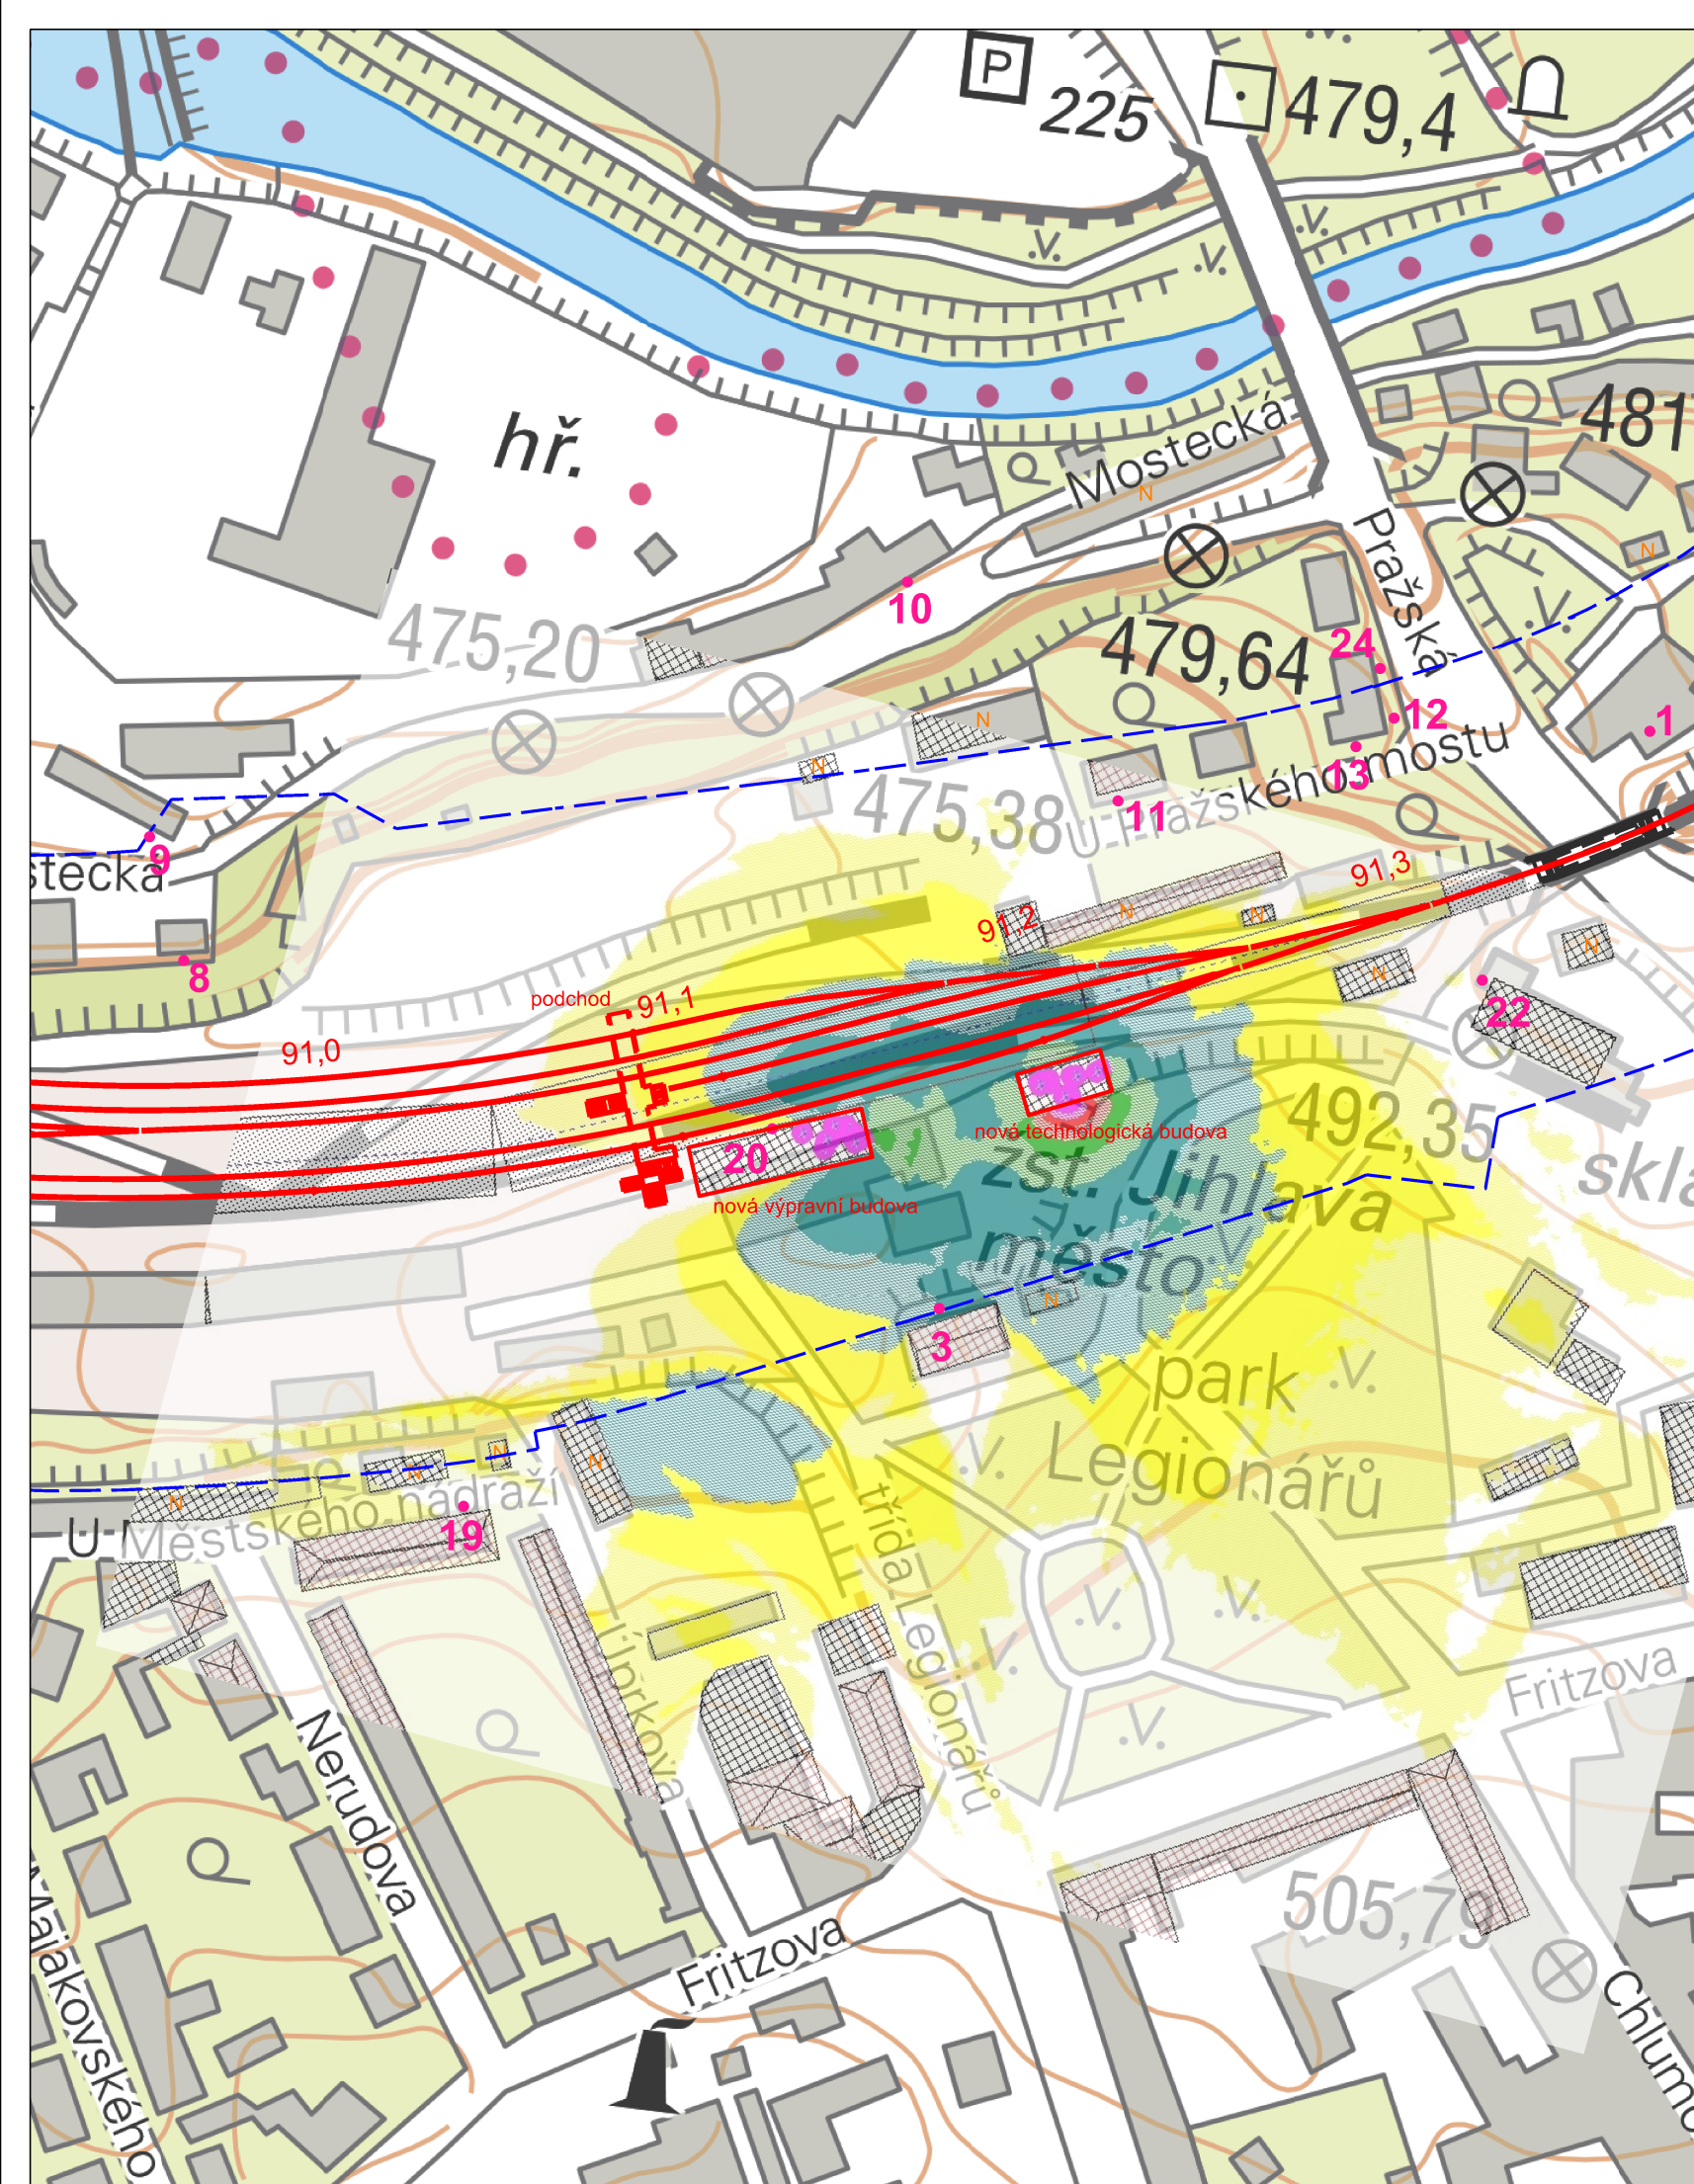 P
225
479,4
481
hř.
Mostecká
N
Pražská
N
10
475,20
479,64
24
12
1
N
13
U Pražského mostu
N
11
475,38
9
stecká
91,3
N
N
91,2
8
N
N
podchod
91,1
22
91,0
492,35
nová technologická budova
20
zst. Jihlava
město
skla
nová výpravní budova
N
3
park
Legionářů
N
N
N
N
19
U Městského nádraží
třída Legionářů
Fritzova
Nerudova
505,79
Fritzova
Majakovského